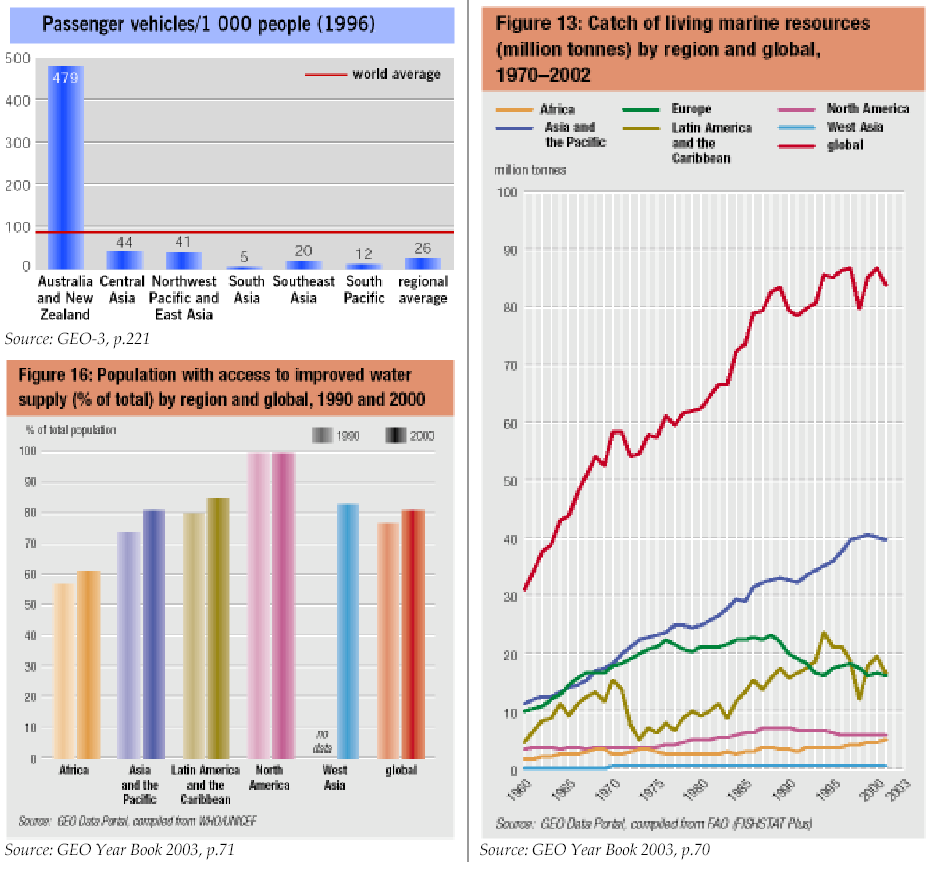 Passenger vehicles/1 000 people (1996)
500
400
300
200
100
0
world average
479
44
41
5
20
12
26
Australia and New Zealand
Central Asia
Northwest Pacific and East Asia
South Asia
Southeast Asia
South Pacific
regional average
Source: GEO-3, p.221
Figure 16: Population with access to improved water
supply (% of total) by region and global, 1990 and 2000
% of total population
1990
2000
100
90
80
70
60
50
40
30
20
10
0
no
data
Africa
Asia and the Pacific
Latin America and the Caribbean
North America
West Asia
global
Source: GEO Data Portal, compiled from WHO/UNICEF
Source: GEO Year Book 2003, p.71
Figure 13: Catch of living marine resources
(million tonnes) by region and global,
1970–2002
Africa
Asia and
the Pacific
Europe
Latin America
and the
Caribbean
North America
West Asia
global
million tonnes
100
90
80
70
60
50
40
30
20
10
0
1960
1965
1970
1975
1980
1985
1990
1995
2000
2003
Source: GEO Data Portal, compiled from FAO (FISHSTAT Plus)
Source: GEO Year Book 2003, p.70